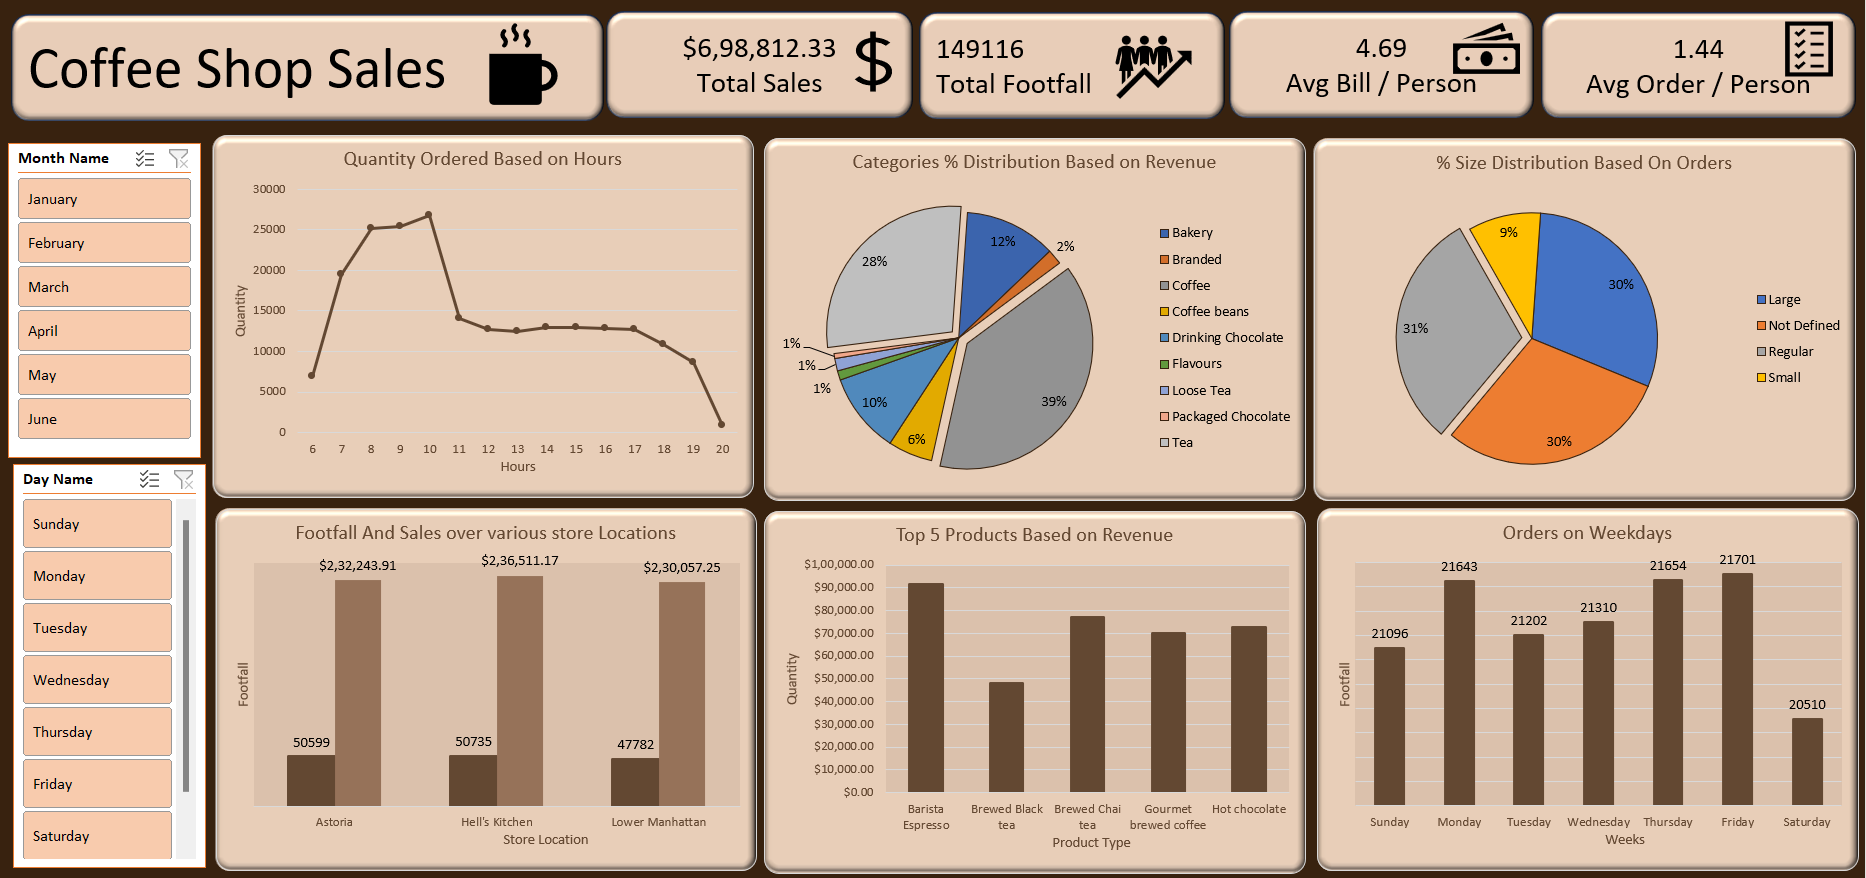 Coffee Shop Sales
$6,98,812.33
Total Sales
149116
Total Footfall
4.69
Avg Bill / Person
1.44
Avg Order / Person
Month Name
January
February
March
April
May
June
Day Name
Sunday
Monday
Tuesday
Wednesday
Thursday
Friday
Saturday
Quantity Ordered Based on Hours
30000
25000
20000
15000
10000
5000
0
Quantity
6 7 8 9 10 11 12 13 14 15 16 17 18 19 20
Hours
Categories % Distribution Based on Revenue
12%
2%
39%
6%
10%
1%
1%
1%
28%
Bakery
Branded
Coffee
Coffee beans
Drinking Chocolate
Flavours
Loose Tea
Packaged Chocolate
Tea
% Size Distribution Based On Orders
9%
30%
31%
30%
Large
Not Defined
Regular
Small
Footfall And Sales over various store Locations
$2,32,243.91
$2,36,511.17
$2,30,057.25
50599
50735
47782
Footfall
Astoria
Hell's Kitchen
Lower Manhattan
Store Location
Top 5 Products Based on Revenue
$1,00,000.00
$90,000.00
$80,000.00
$70,000.00
$60,000.00
$50,000.00
$40,000.00
$30,000.00
$20,000.00
$10,000.00
$0.00
Quantity
Barista
Espresso
Brewed Black
tea
Brewed Chai
tea
Gourmet
brewed coffee
Hot chocolate
Product Type
Orders on Weekdays
21096
21643
21202
21310
21654
21701
20510
Footfall
Sunday Monday Tuesday Wednesday Thursday Friday Saturday
Weeks